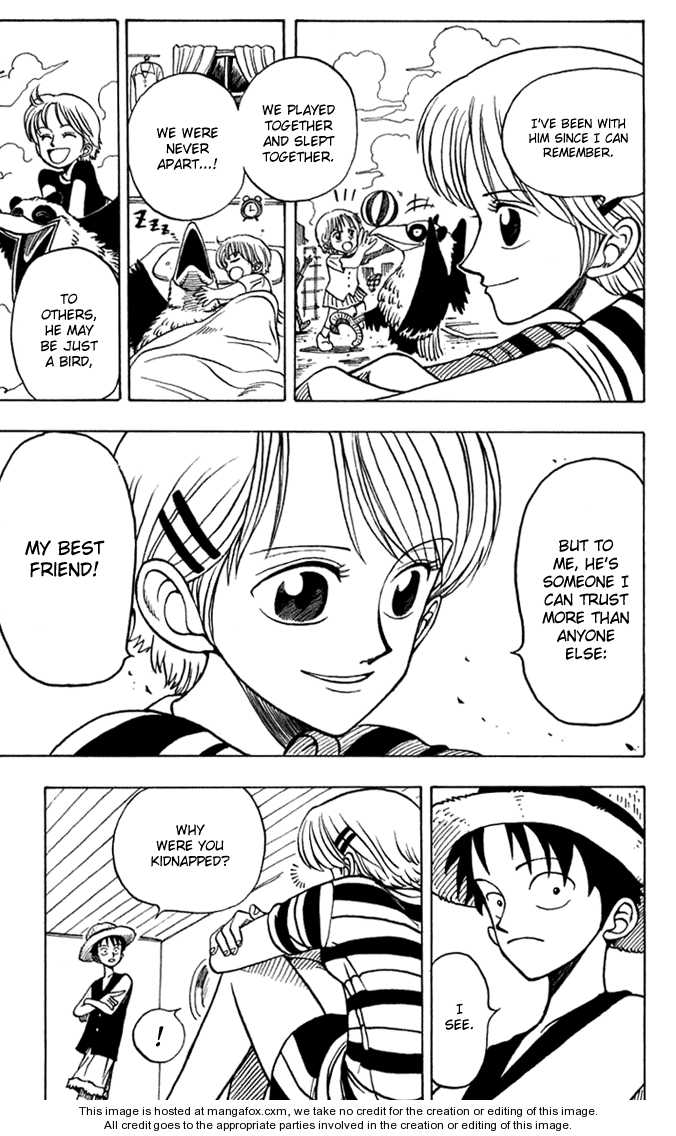 I'VE BEEN WITH
HIM SINCE I CAN
REMEMBER.
WE PLAYED
TOGETHER
AND SLEPT
TOGETHER.
WE WERE
NEVER
APART...!
ZZZ
TO
OTHERS,
HE MAY
BE JUST
A BIRD,
BUT TO
ME, HE'S
SOMEONE I
CAN TRUST
MORE THAN
ANYONE
ELSE:
MY BEST
FRIEND!
I
SEE.
WHY
WERE YOU
KIDNAPPED?
!
This image is hosted at mangafox.cxm, we take no credit for the creation or editing of this image.
All credit goes to the appropriate parties involved in the creation or editing of this image.